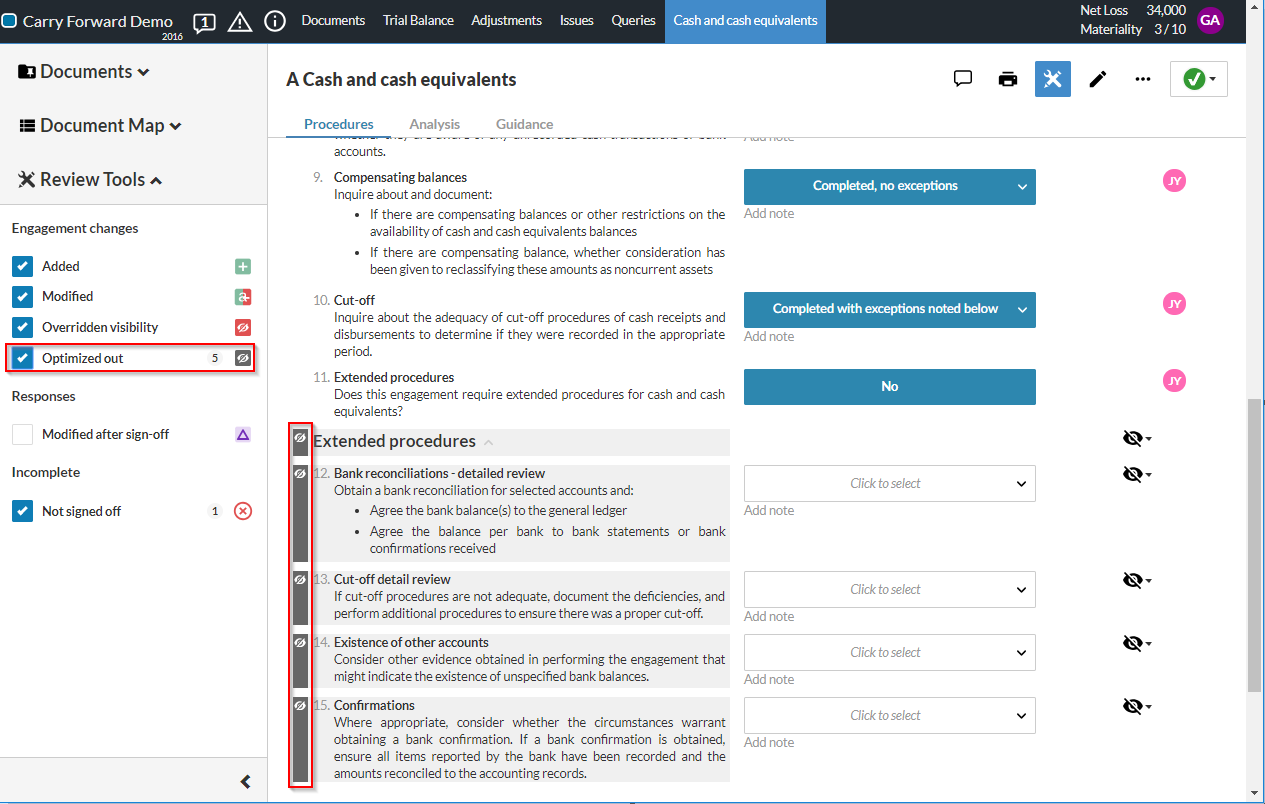 Carry Forward Demo
2016
1
Documents
Trial Balance
Adjustments
Issues
Queries
Cash and cash equivalents
Net Loss 34,000
Materiality 3 / 10
GA
Documents
Document Map
Review Tools
Engagement changes
Added
Modified
Overridden visibility
Optimized out 5
Responses
Modified after sign-off
Incomplete
Not signed off 1
A Cash and cash equivalents
Procedures
Analysis
Guidance
accounts.
Add note
9. Compensating balances
Inquire about and document:
• If there are compensating balances or other restrictions on the
availability of cash and cash equivalents balances
• If there are compensating balance, whether consideration has
been given to reclassifying these amounts as noncurrent assets
Completed, no exceptions
Add note
JY
10. Cut-off
Inquire about the adequacy of cut-off procedures of cash receipts and
disbursements to determine if they were recorded in the appropriate
period.
Completed with exceptions noted below
Add note
JY
11. Extended procedures
Does this engagement require extended procedures for cash and cash
equivalents?
No
JY
Extended procedures
12. Bank reconciliations - detailed review
Obtain a bank reconciliation for selected accounts and:
• Agree the bank balance(s) to the general ledger
• Agree the balance per bank to bank statements or bank
confirmations received
Click to select
Add note
13. Cut-off detail review
If cut-off procedures are not adequate, document the deficiencies, and
perform additional procedures to ensure there was a proper cut-off.
Click to select
Add note
14. Existence of other accounts
Consider other evidence obtained in performing the engagement that
might indicate the existence of unspecified bank balances.
Click to select
Add note
15. Confirmations
Where appropriate, consider whether the circumstances warrant
obtaining a bank confirmation. If a bank confirmation is obtained,
ensure all items reported by the bank have been recorded and the
amounts reconciled to the accounting records.
Click to select
Add note